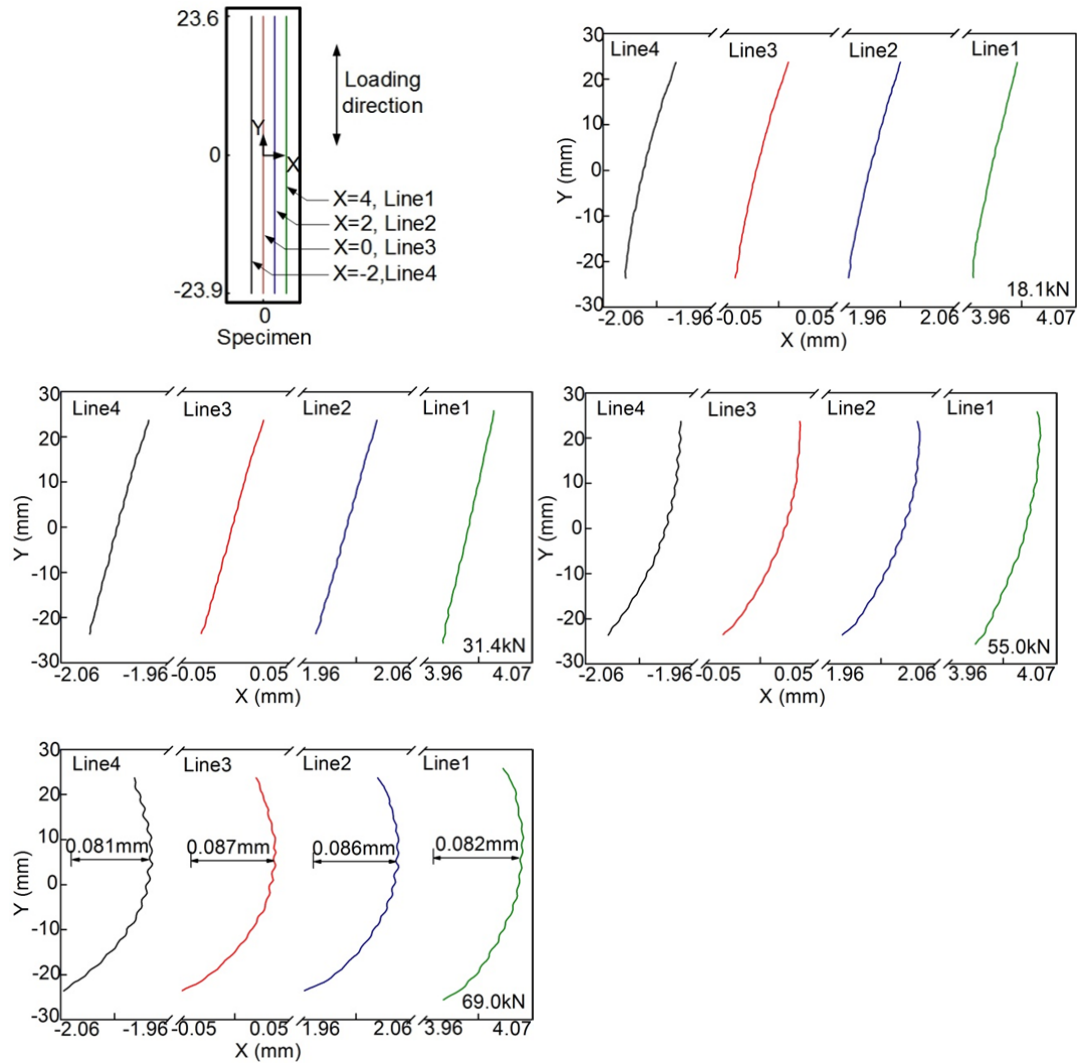 23.6
Loading
direction
Y
0
X
X=4, Line1
X=2, Line2
X=0, Line3
X=-2,Line4
-23.9
0
Specimen
30
Line4 Line3 Line2 Line1
20
10
0
-10
-20
-30
Y (mm)
18.1kN
-2.06 -1.96 -0.05 0.05 1.96 2.06 3.96 4.07
X (mm)
30
Line4 Line3 Line2 Line1
20
10
0
-10
-20
-30
Y (mm)
31.4kN
-2.06 -1.96 -0.05 0.05 1.96 2.06 3.96 4.07
X (mm)
30
Line4 Line3 Line2 Line1
20
10
0
-10
-20
-30
Y (mm)
55.0kN
-2.06 -1.96 -0.05 0.05 1.96 2.06 3.96 4.07
X (mm)
30
Line4 Line3 Line2 Line1
20
10
0.081mm 0.087mm 0.086mm 0.082mm
0
-10
-20
-30
Y (mm)
69.0kN
-2.06 -1.96 -0.05 0.05 1.96 2.06 3.96 4.07
X (mm)